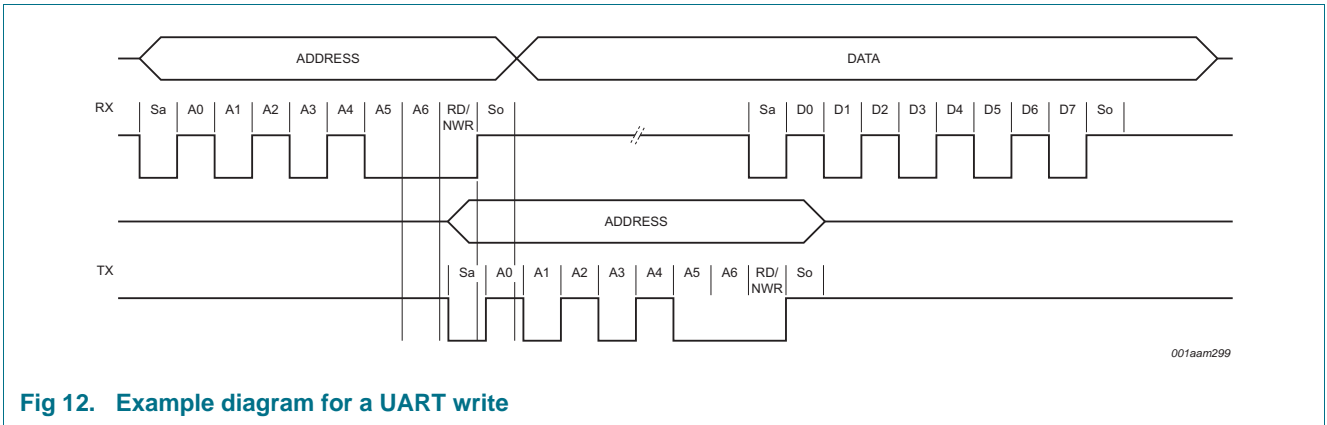 ADDRESS DATA
RX Sa A0 A1 A2 A3 A4 A5 A6 RD/NWR So Sa D0 D1 D2 D3 D4 D5 D6 D7 So
ADDRESS
TX Sa A0 A1 A2 A3 A4 A5 A6 RD/NWR So
001aam299
Fig 12. Example diagram for a UART write